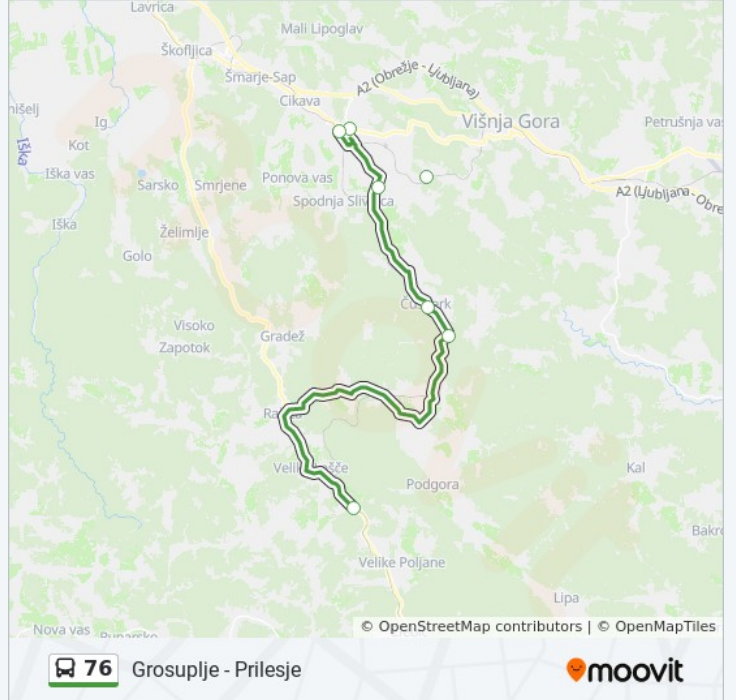 Lavrica
Mali Lipoglav
Škofljica
Šmarje-Sap
A2 (Obrežje - Ljubljana)
Cikava
Višnja Gora
Petrušnja vas
Ig
Kot
Iška
Iška vas
Ponova vas
Sarsko
Smrjene
Spodnja Slivnica
A2 (Ljubljana - Obre
Iška
Želimlje
Golo
Visoko
Gradež
Zapotok
Kal
Podgora
Velike Poljane
Lipa
Nova vas
© OpenStreetMap contributors | © OpenMapTiles
76 Grosuplje - Prilesje
moovit